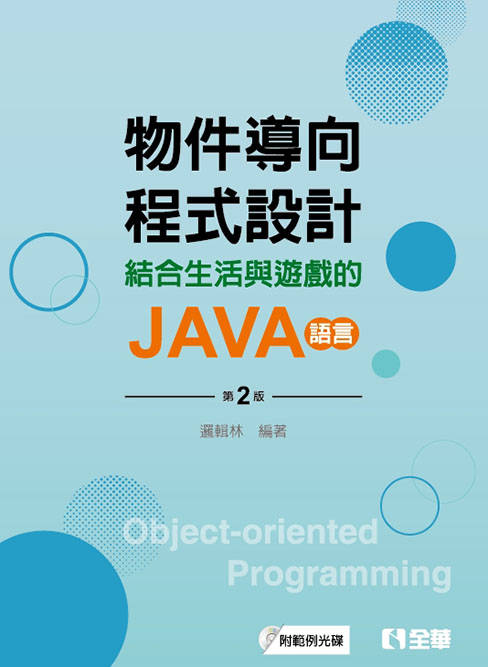 物件導向
程式設計
結合生活與遊戲的
JAVA語言
第2版
邏輯林 編著
Object-oriented
Programming
附範例光碟
全華